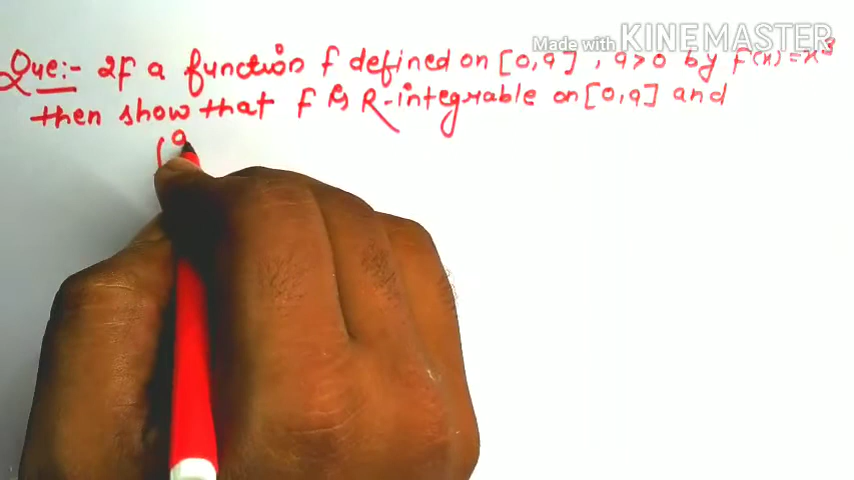 Made with KINEMASTER
Que:- If a function f defined on [0,a], a>0 by f(x)=x³
then show that f is R-integrable on [0,a] and
∫a